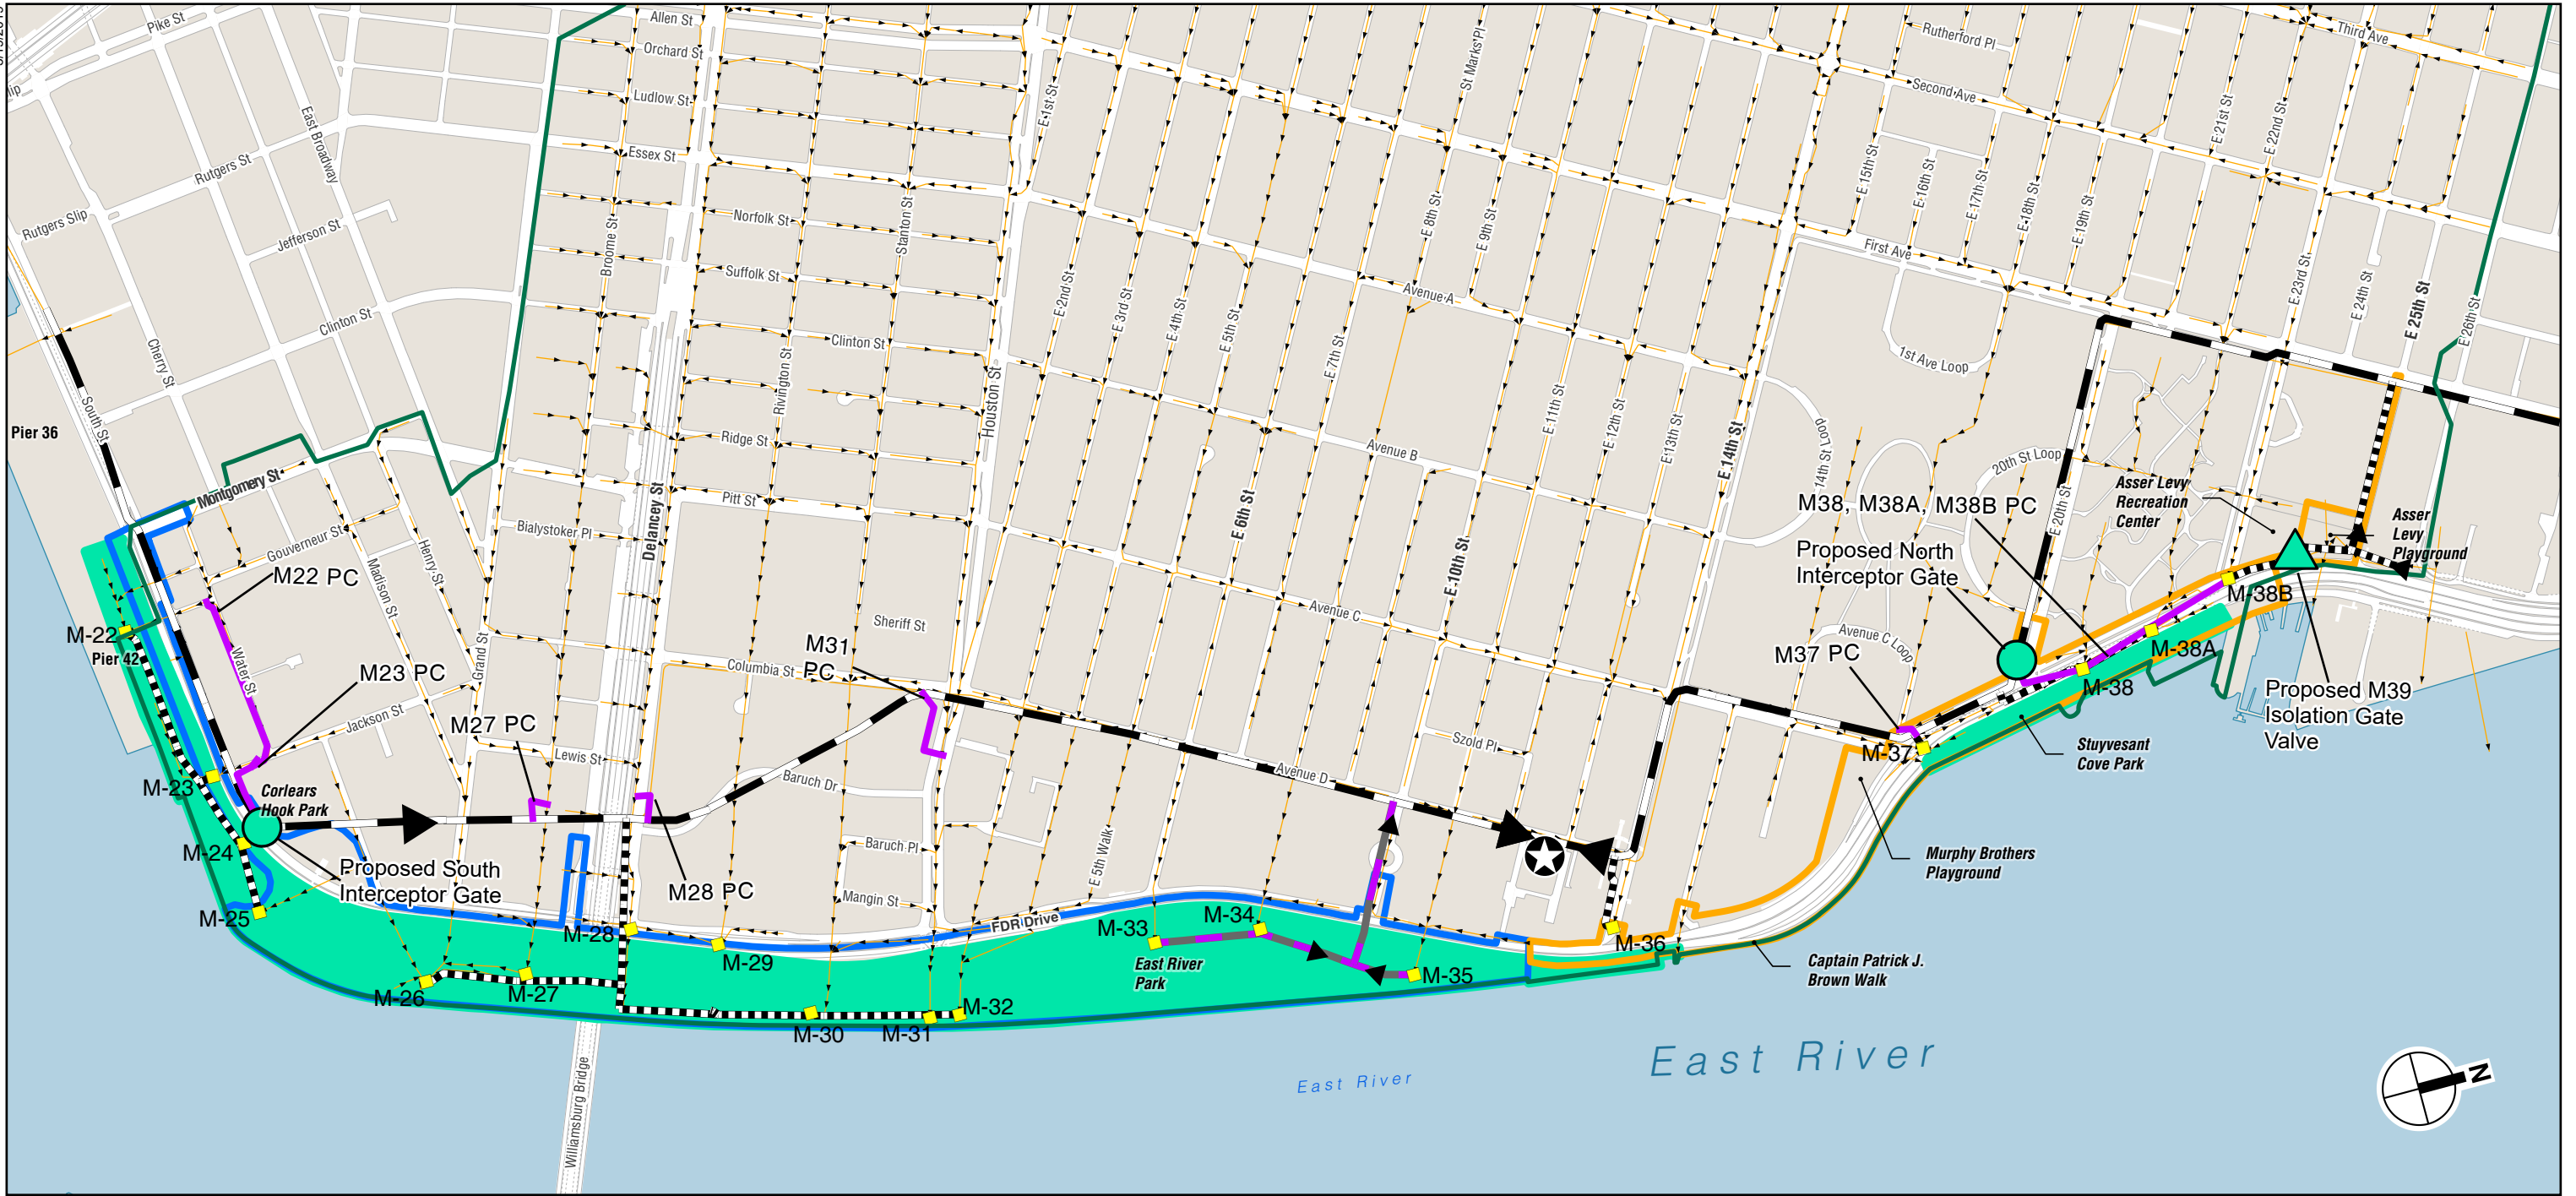 Pike St
Allen St
Orchard St
Ludlow St
Essex St
Norfolk St
Suffolk St
Clinton St
Ridge St
Pitt St
Bialystoker Pl
Sheriff St
Columbia St
Lewis St
Baruch Dr
Baruch Pl
Mangin St
East Broadway
Rutgers St
Rutgers Slip
Jefferson St
Clinton St
Cherry St
South St
Pier 36
Montgomery St
Gouverneur St
Henry St
Madison St
Water St
Jackson St
Grand St
Broome St
Delancey St
Rivington St
Stanton St
Houston St
E 1st St
E 2nd St
E 3rd St
E 4th St
E 5th St
E 6th St
E 7th St
E 8th St
St Marks Pl
E 9th St
E 10th St
E 11th St
E 12th St
E 13th St
E 14th St
E 15th St
E 16th St
E 17th St
E 18th St
E 19th St
E 20th St
E 21st St
E 22nd St
E 23rd St
E 24th St
E 25th St
E 26th St
Rutherford Pl
Third Ave
Second Ave
First Ave
1st Ave Loop
14th St Loop
20th St Loop
Avenue C Loop
Avenue A
Avenue B
Avenue C
Avenue D
Szold Pl
E 5th Walk
FDR Drive
Williamsburg Bridge
M22 PC
M23 PC
M27 PC
M28 PC
M31
PC
M37 PC
M38, M38A, M38B PC
Proposed North
Interceptor Gate
Proposed South
Interceptor Gate
Proposed M39
Isolation Gate
Valve
Asser Levy
Recreation
Center
Asser
Levy
Playground
Stuyvesant
Cove Park
Murphy Brothers
Playground
Captain Patrick J.
Brown Walk
East River
Park
Corlears
Hook Park
Pier 42
M-22
M-23
M-24
M-25
M-26
M-27
M-28
M-29
M-30
M-31
M-32
M-33
M-34
M-35
M-36
M-37
M-38
M-38A
M-38B
East River
East River
N